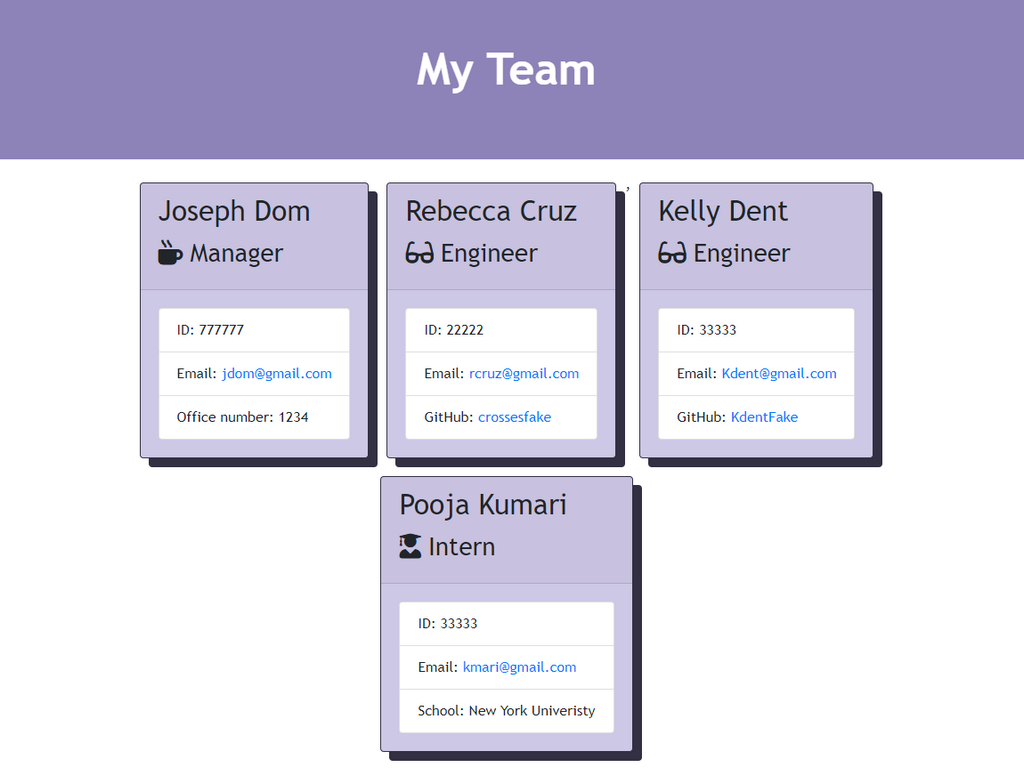 My Team
Joseph Dom
Manager
ID: 777777
Email: jdom@gmail.com
Office number: 1234
Rebecca Cruz
Engineer
ID: 22222
Email: rcruz@gmail.com
GitHub: crossesfake
,
Kelly Dent
Engineer
ID: 33333
Email: Kdent@gmail.com
GitHub: KdentFake
Pooja Kumari
Intern
ID: 33333
Email: kmari@gmail.com
School: New York Univeristy